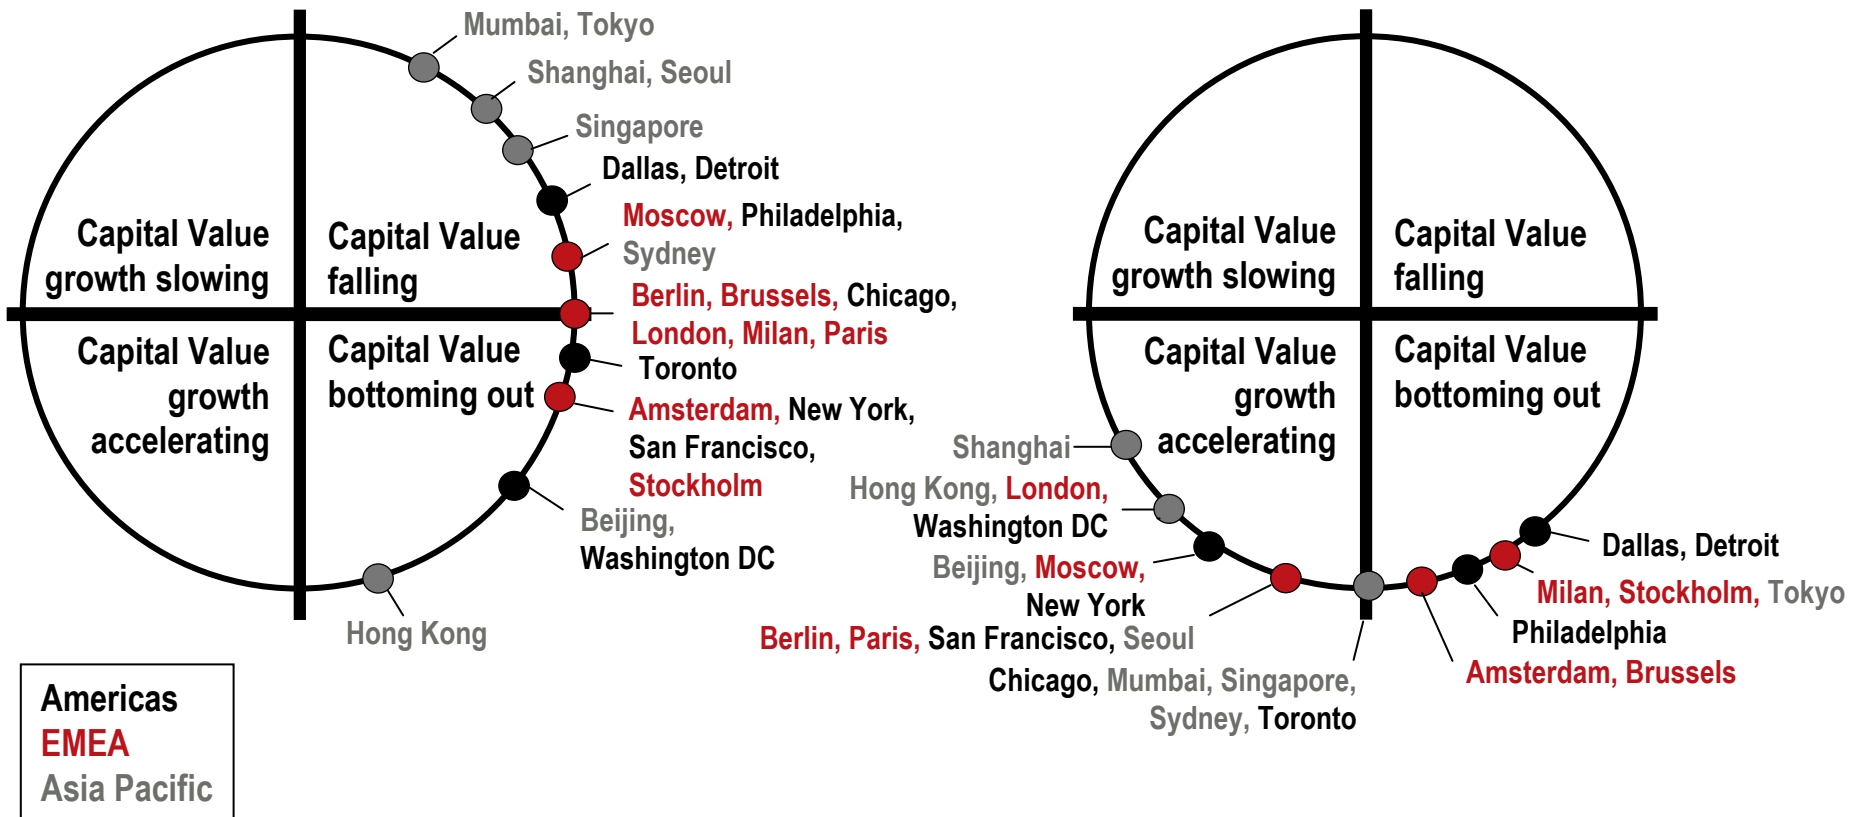 Mumbai, Tokyo
Shanghai, Seoul
Singapore
Dallas, Detroit
Moscow, Philadelphia,
Sydney
Capital Value
growth slowing
Capital Value
falling
Berlin, Brussels, Chicago,
London, Milan, Paris
Capital Value
growth
accelerating
Capital Value
bottoming out
Toronto
Amsterdam, New York,
San Francisco,
Stockholm
Beijing,
Washington DC
Hong Kong
Americas
EMEA
Asia Pacific
Capital Value
growth slowing
Capital Value
falling
Capital Value
growth
accelerating
Capital Value
bottoming out
Shanghai
Hong Kong, London,
Washington DC
Beijing, Moscow,
New York
Berlin, Paris, San Francisco, Seoul
Chicago, Mumbai, Singapore,
Sydney, Toronto
Dallas, Detroit
Milan, Stockholm, Tokyo
Philadelphia
Amsterdam, Brussels